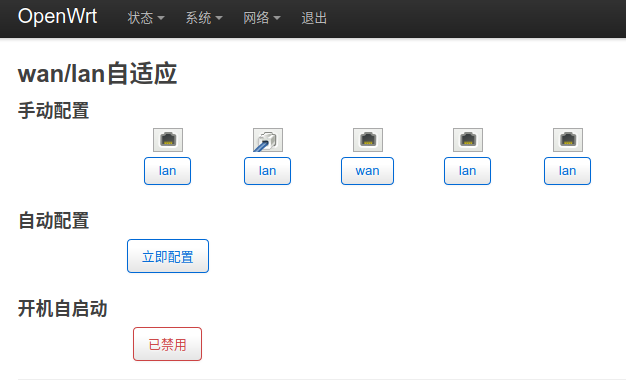 OpenWrt 状态 系统 网络 退出
wan/lan自适应
手动配置
lan lan wan lan lan
自动配置
立即配置
开机自启动
已禁用